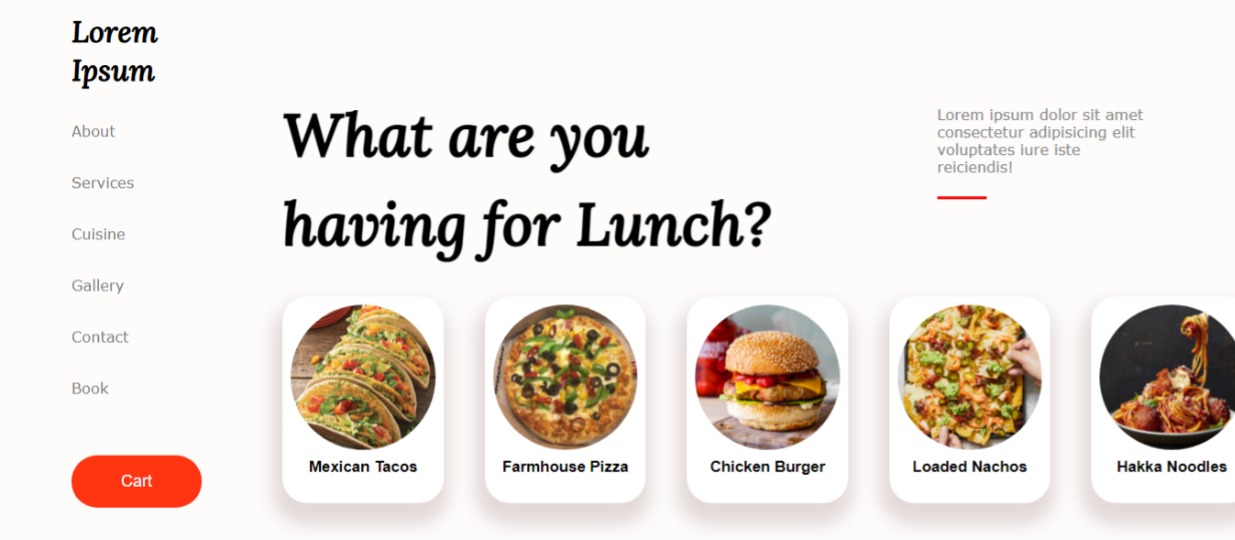 Lorem
Ipsum
About
Services
Cuisine
Gallery
Contact
Book
Cart
What are you
having for Lunch?
Lorem ipsum dolor sit amet
consectetur adipisicing elit
voluptates iure iste
reiciendis!
Mexican Tacos
Farmhouse Pizza
Chicken Burger
Loaded Nachos
Hakka Noodles